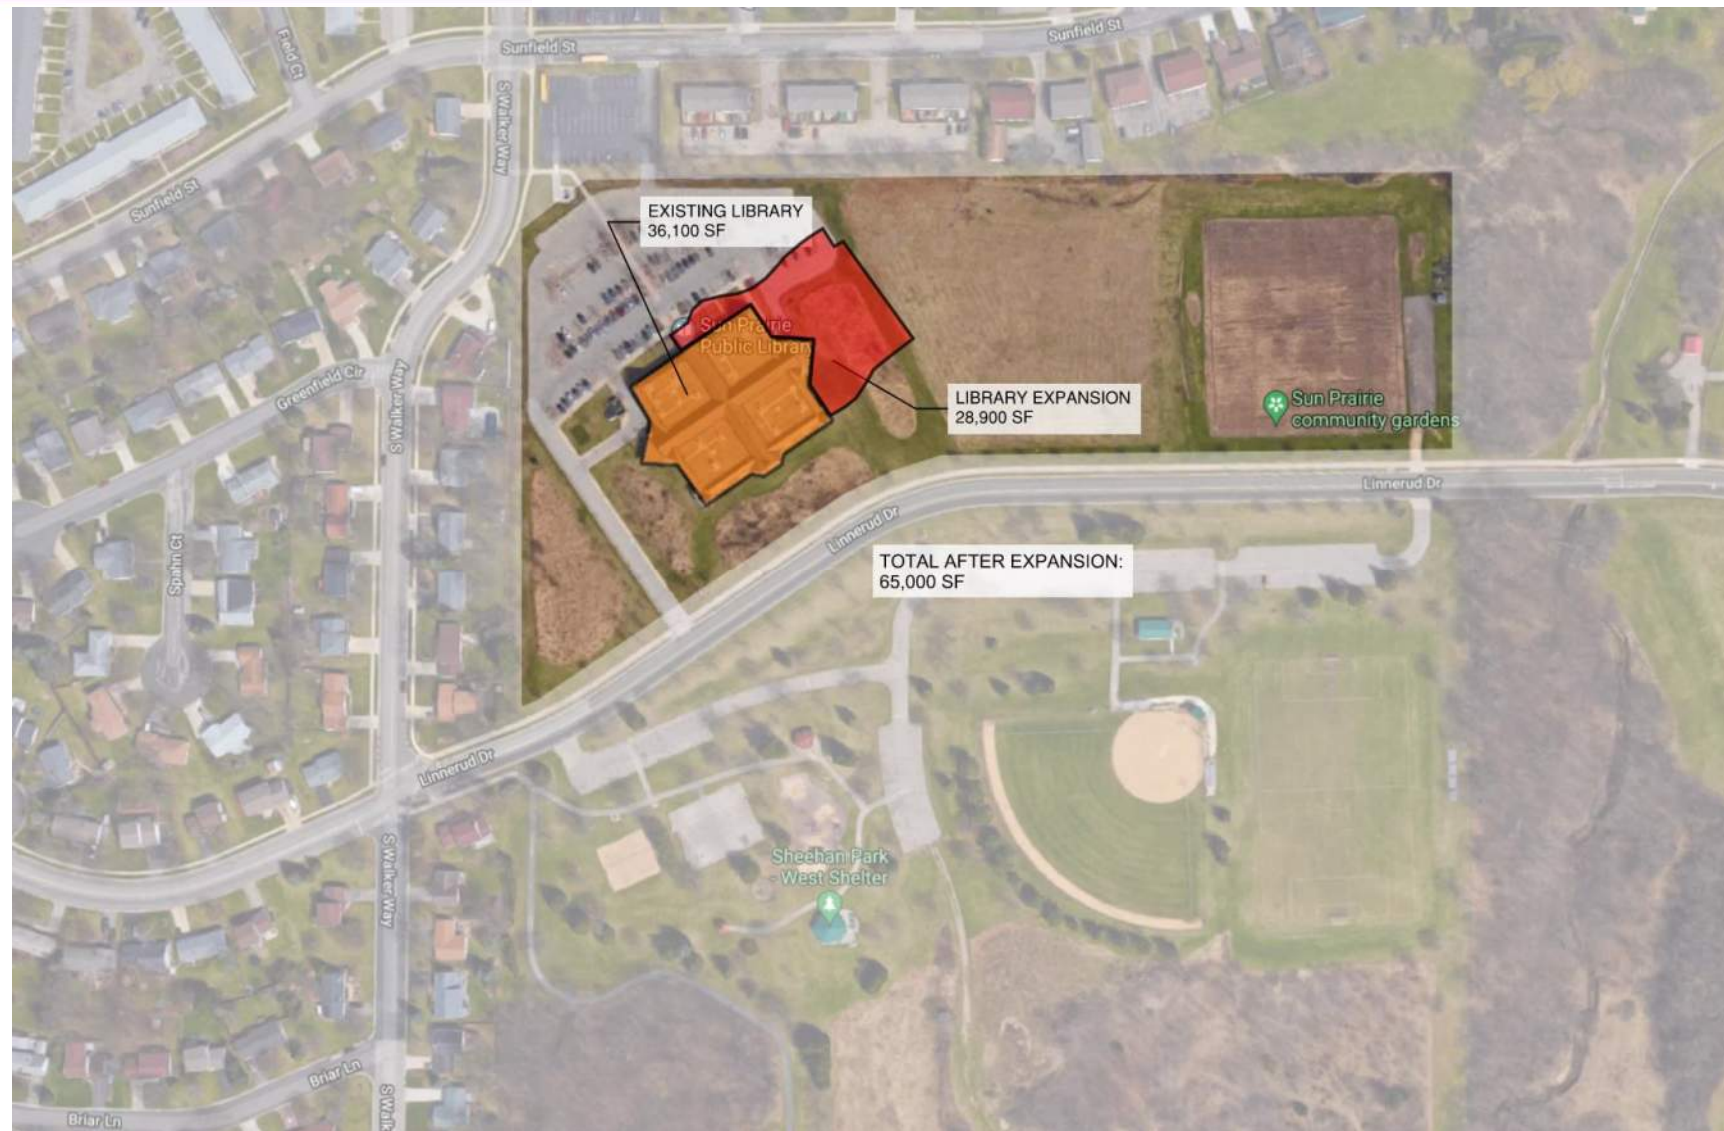 Sunfield St
Sunfield St
Field Ct
S Walker Way
Sunfield St
EXISTING LIBRARY
36,100 SF
Sun Prairie
Public Library
Greenfield Cir
S Walker Way
LIBRARY EXPANSION
28,900 SF
Sun Prairie
community gardens
Linnerud Dr
Linnerud Dr
Spahn Ct
TOTAL AFTER EXPANSION:
65,000 SF
Linnerud Dr
S Walker Way
Sheehan Park
- West Shelter
Briar Ln
Briar Ln
S Walk